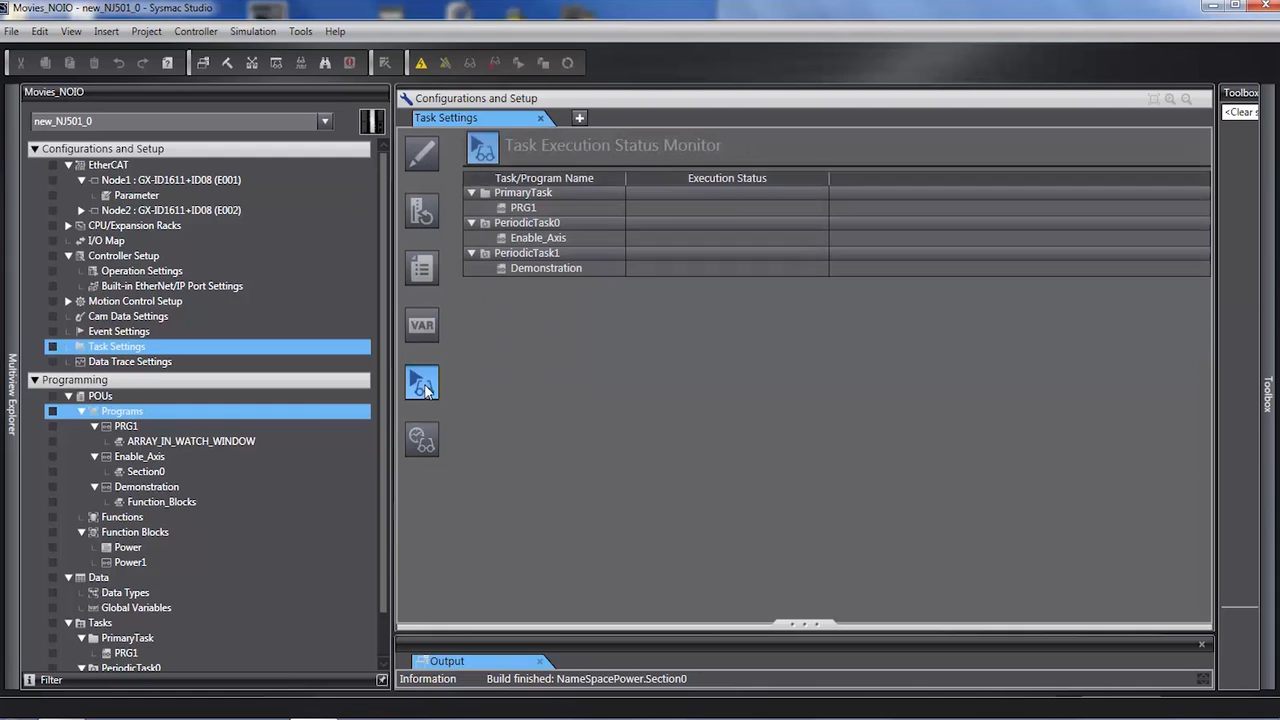 Movies_NOIO - new_NJ501_0 - Sysmac Studio
File Edit View Insert Project Controller Simulation Tools Help
Movies_NOIO
new_NJ501_0
Configurations and Setup
EtherCAT
Node1 : GX-ID1611+ID08 (E001)
Parameter
Node2 : GX-ID1611+ID08 (E002)
CPU/Expansion Racks
I/O Map
Controller Setup
Operation Settings
Built-in EtherNet/IP Port Settings
Motion Control Setup
Cam Data Settings
Event Settings
Task Settings
Data Trace Settings
Programming
POUs
Programs
PRG1
ARRAY_IN_WATCH_WINDOW
Enable_Axis
Section0
Demonstration
Function_Blocks
Functions
Function Blocks
Power
Power1
Data
Data Types
Global Variables
Tasks
PrimaryTask
PRG1
PeriodicTask0
Filter
Multiview Explorer
Configurations and Setup
Task Settings
VAR
Task Execution Status Monitor
Task/Program Name Execution Status
PrimaryTask
PRG1
PeriodicTask0
Enable_Axis
PeriodicTask1
Demonstration
Output
Information Build finished: NameSpacePower.Section0
Toolbox
<Clear s
Toolbox